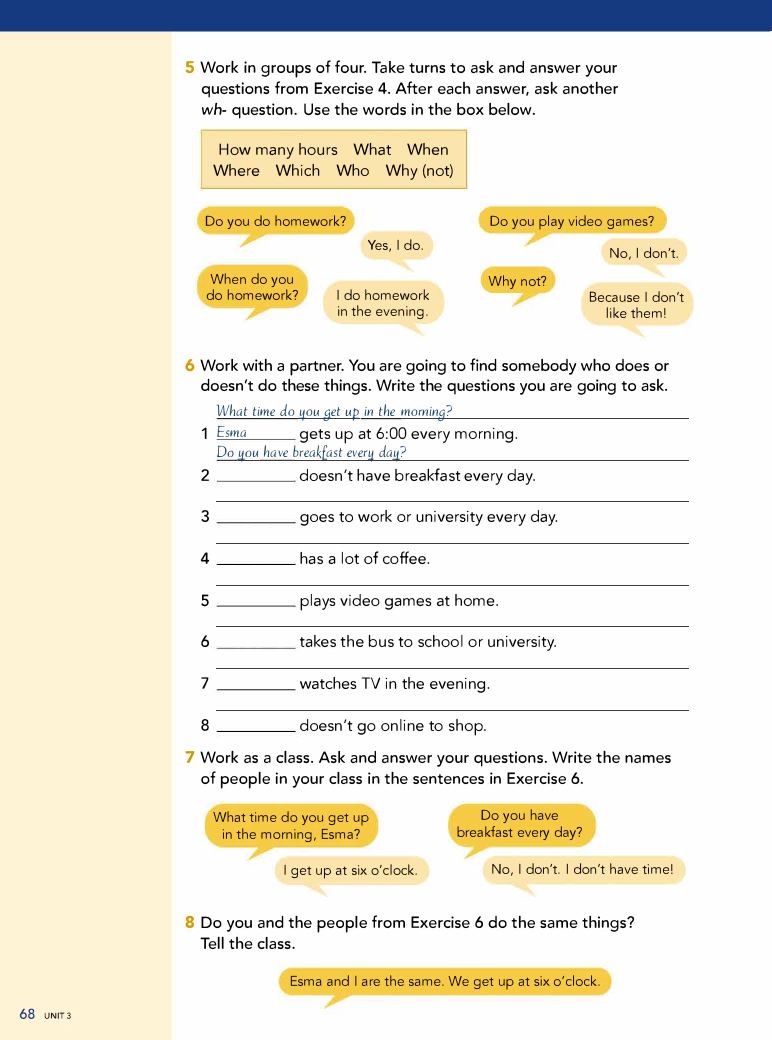 5 Work in groups of four. Take turns to ask and answer your
questions from Exercise 4. After each answer, ask another
wh- question. Use the words in the box below.
How many hours What When
Where Which Who Why (not)
Do you do homework?
Yes, I do.
When do you
do homework?
I do homework
in the evening.
Do you play video games?
No, I don't.
Why not?
Because I don't
like them!
6 Work with a partner. You are going to find somebody who does or
doesn't do these things. Write the questions you are going to ask.
What time do you get up in the morning?
1 Esma gets up at 6:00 every morning.
Do you have breakfast every day?
2 __________ doesn't have breakfast every day.
3 __________ goes to work or university every day.
4 __________ has a lot of coffee.
5 __________ plays video games at home.
6 __________ takes the bus to school or university.
7 __________ watches TV in the evening.
8 __________ doesn't go online to shop.
7 Work as a class. Ask and answer your questions. Write the names
of people in your class in the sentences in Exercise 6.
What time do you get up
in the morning, Esma?
I get up at six o'clock.
Do you have
breakfast every day?
No, I don't. I don't have time!
8 Do you and the people from Exercise 6 do the same things?
Tell the class.
Esma and I are the same. We get up at six o'clock.
68 UNIT 3